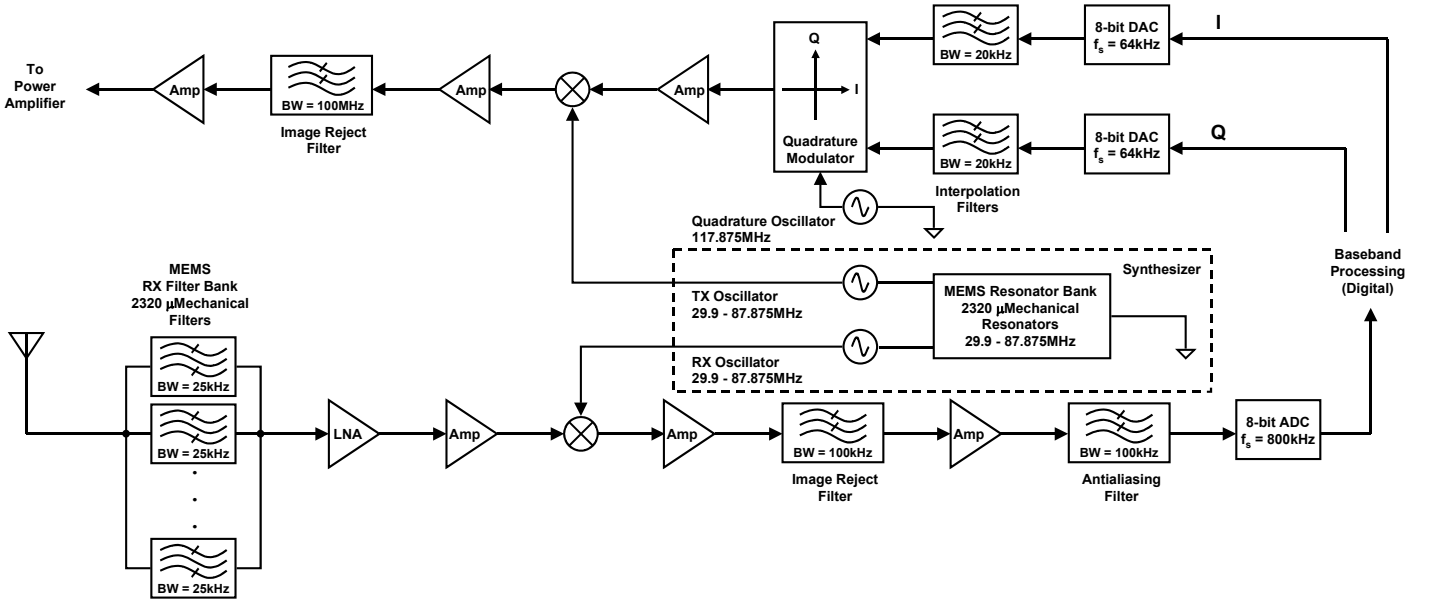 To
Power
Amplifier
Amp
BW = 100MHz
Image Reject
Filter
Amp
Amp
Q
I
Quadrature
Modulator
BW = 20kHz
8-bit DAC
fs = 64kHz
I
BW = 20kHz
Interpolation
Filters
8-bit DAC
fs = 64kHz
Q
Quadrature Oscillator
117.875MHz
Synthesizer
TX Oscillator
29.9 - 87.875MHz
RX Oscillator
29.9 - 87.875MHz
MEMS Resonator Bank
2320 µMechanical
Resonators
29.9 - 87.875MHz
Baseband
Processing
(Digital)
MEMS
RX Filter Bank
2320 µMechanical
Filters
BW = 25kHz
BW = 25kHz
BW = 25kHz
LNA
Amp
Amp
BW = 100kHz
Image Reject
Filter
Amp
BW = 100kHz
Antialiasing
Filter
8-bit ADC
fs = 800kHz